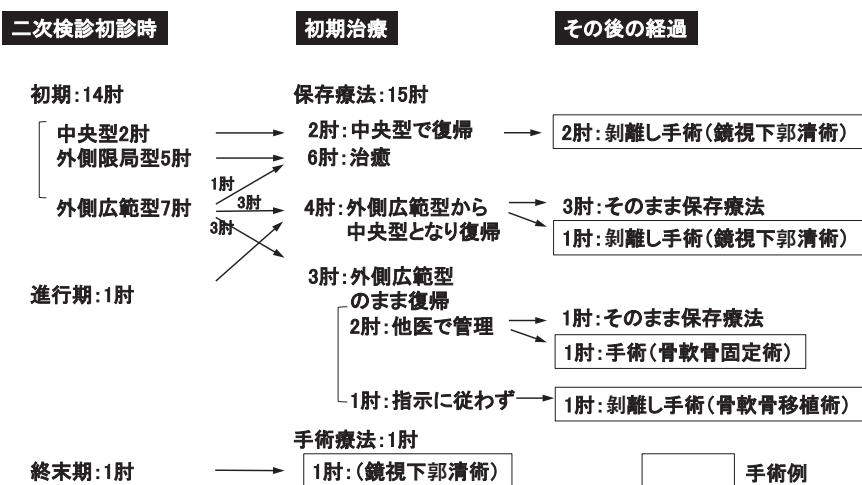 二次検診初診時
初期治療
その後の経過
初期：14肘
保存療法：15肘
中央型2肘
2肘：中央型で復帰
2肘：剝離し手術（鏡視下郭清術）
外側限局型5肘
6肘：治癒
1肘
外側広範型7肘
3肘
3肘
4肘：外側広範型から
中央型となり復帰
3肘：そのまま保存療法
1肘：剝離し手術（鏡視下郭清術）
進行期：1肘
3肘：外側広範型
のまま復帰
2肘：他医で管理
1肘：そのまま保存療法
1肘：手術（骨軟骨固定術）
1肘：指示に従わず
1肘：剝離し手術（骨軟骨移植術）
手術療法：1肘
終末期：1肘
1肘：（鏡視下郭清術）
手術例